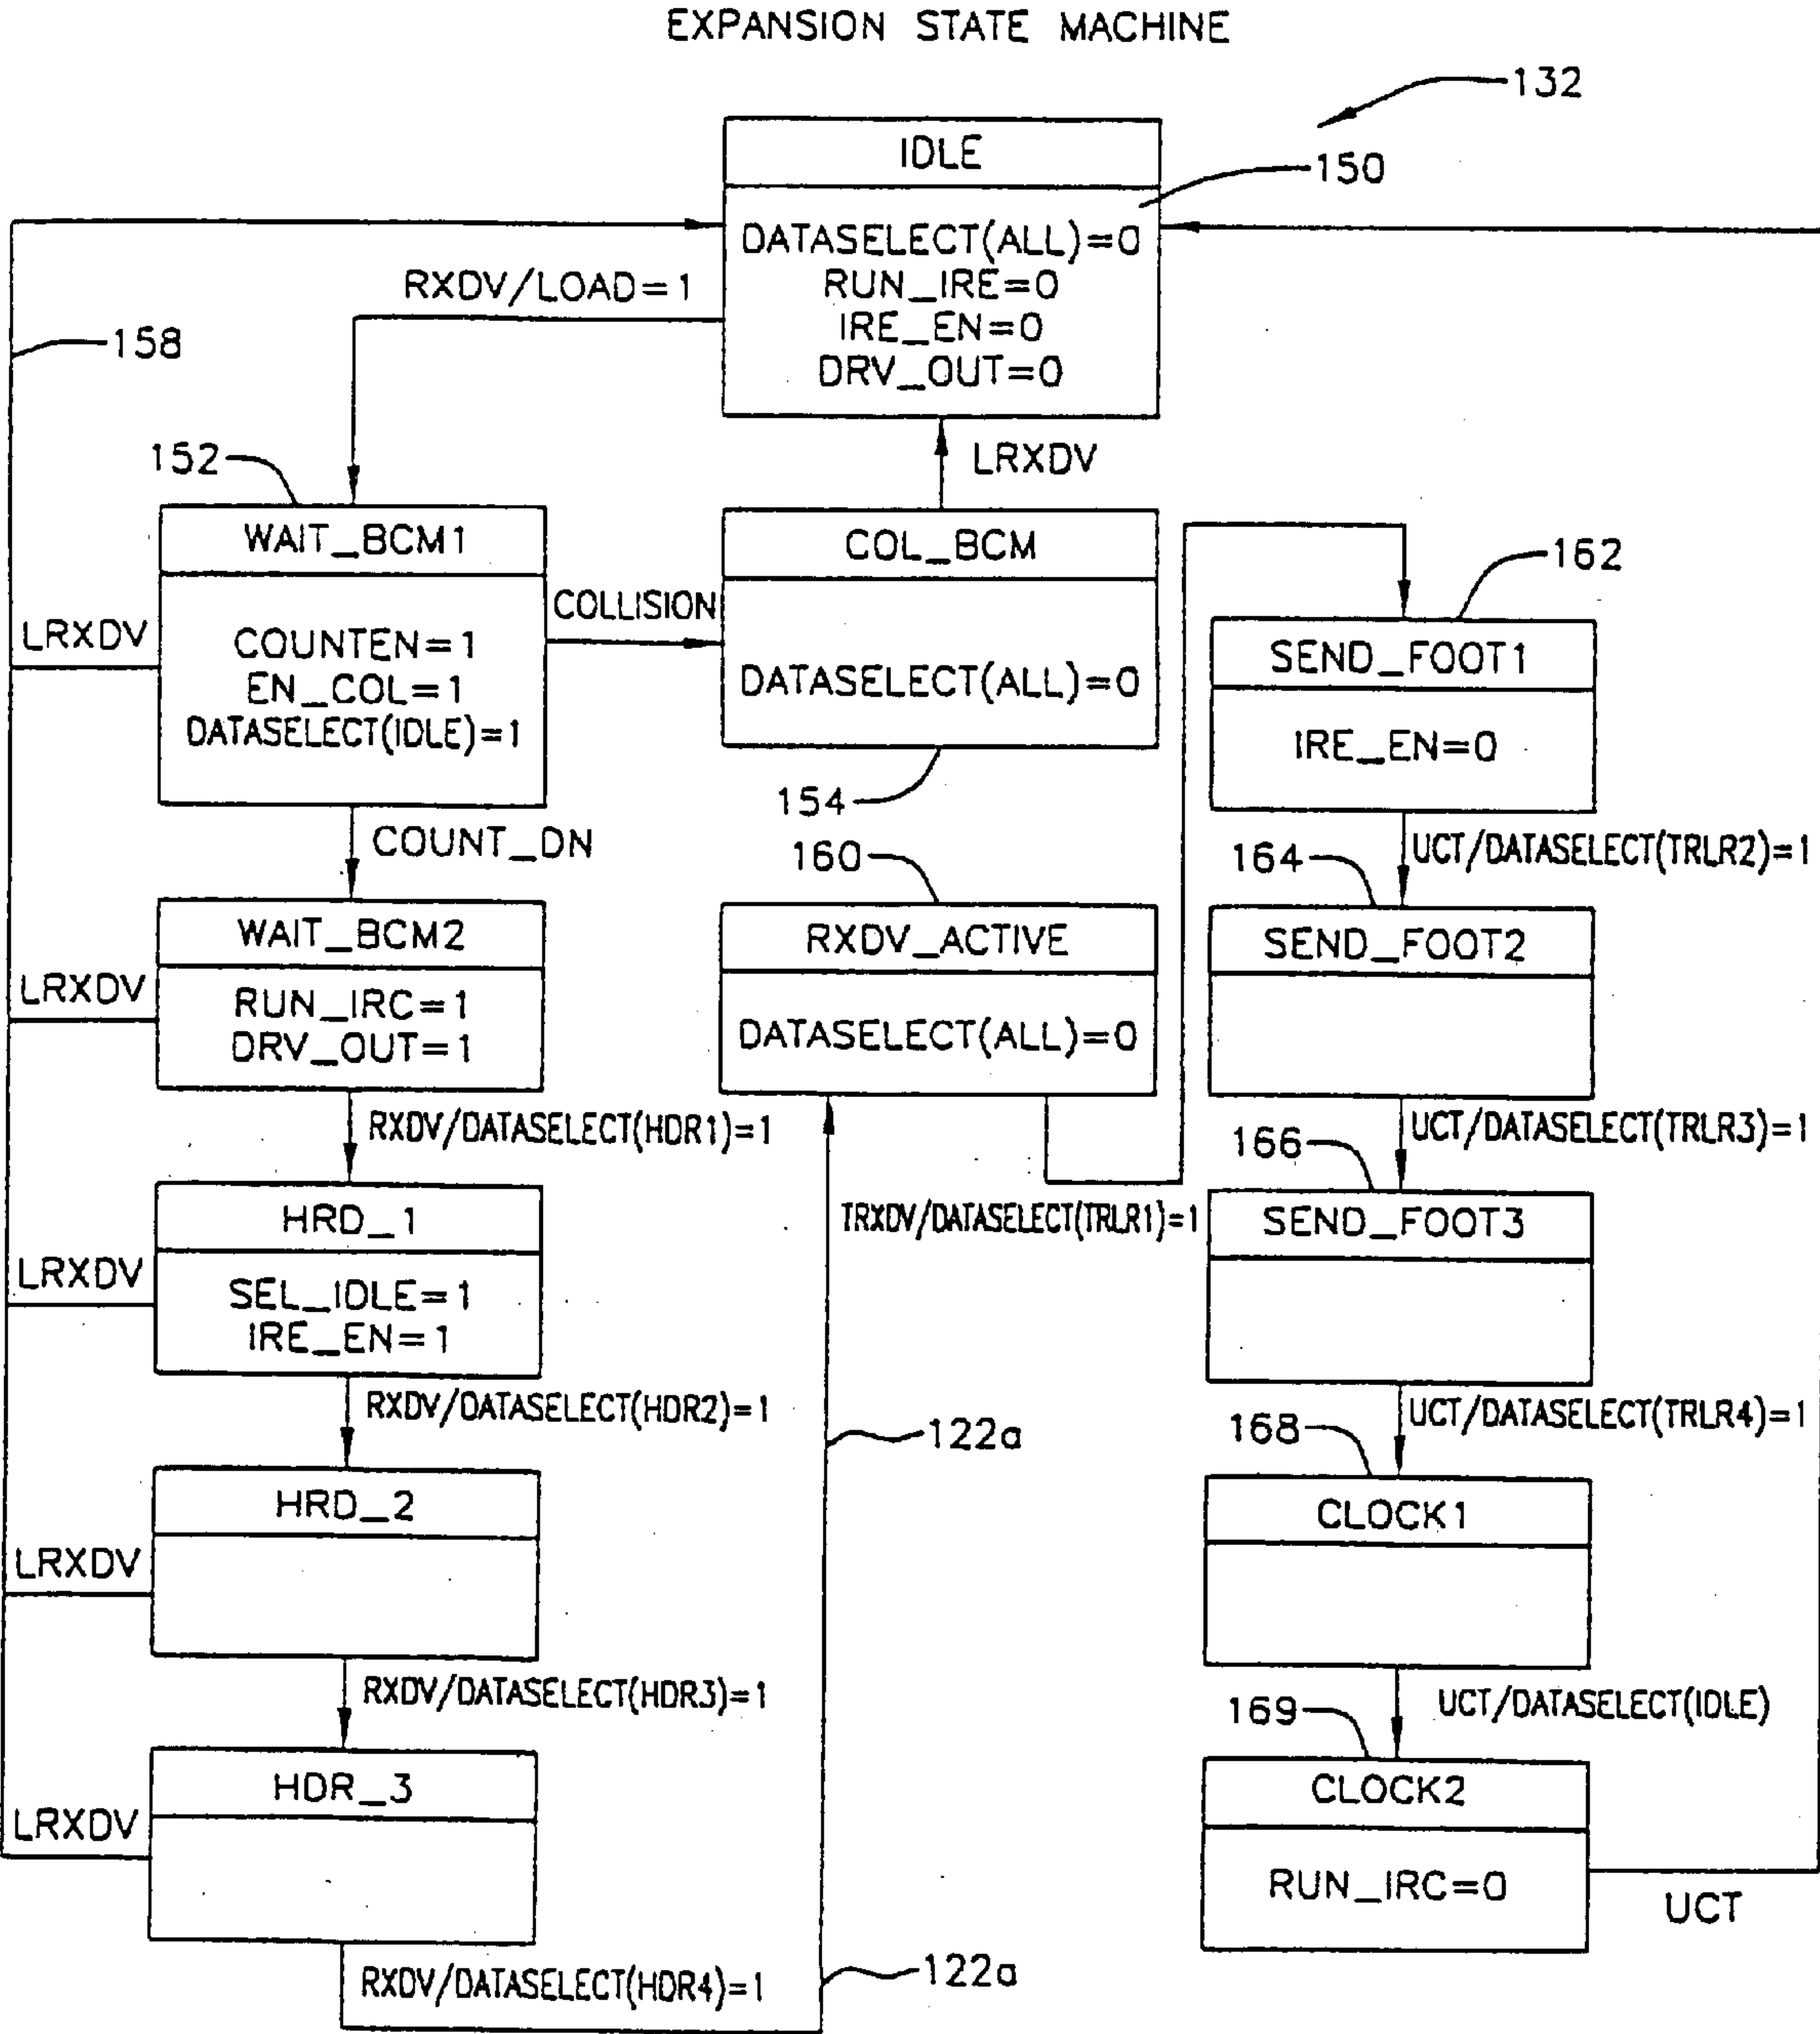 EXPANSION STATE MACHINE
132
IDLE
150
DATASELECT(ALL)=0
RUN_IRE=0
IRE_EN=0
DRV_OUT=0
RXDV/LOAD=1
158
LRXDV
152
WAIT_BCM1
COUNTEN=1
EN_COL=1
DATASELECT(IDLE)=1
LRXDV
COLLISION
COL_BCM
DATASELECT(ALL)=0
154
COUNT_DN
WAIT_BCM2
RUN_IRC=1
DRV_OUT=1
LRXDV
RXDV/DATASELECT(HDR1)=1
HRD_1
SEL_IDLE=1
IRE_EN=1
LRXDV
RXDV/DATASELECT(HDR2)=1
HRD_2
LRXDV
RXDV/DATASELECT(HDR3)=1
HDR_3
LRXDV
RXDV/DATASELECT(HDR4)=1
122a
122a
160
RXDV_ACTIVE
DATASELECT(ALL)=0
TRXDV/DATASELECT(TRLR1)=1
162
SEND_FOOT1
IRE_EN=0
UCT/DATASELECT(TRLR2)=1
164
SEND_FOOT2
UCT/DATASELECT(TRLR3)=1
166
SEND_FOOT3
UCT/DATASELECT(TRLR4)=1
168
CLOCK1
UCT/DATASELECT(IDLE)
169
CLOCK2
RUN_IRC=0
UCT